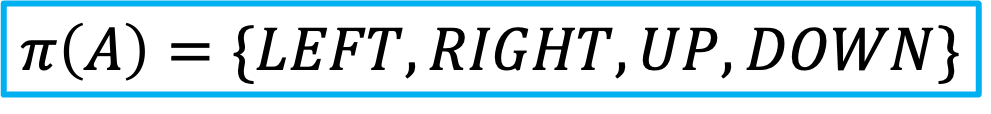 π(A) = {LEFT, RIGHT, UP, DOWN}